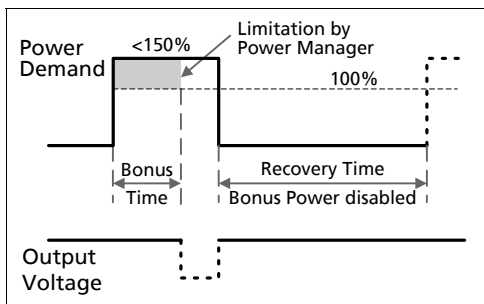 Power
Demand
<150%
Limitation by
Power Manager
100%
Bonus
Time
Recovery Time
Bonus Power disabled
Output
Voltage